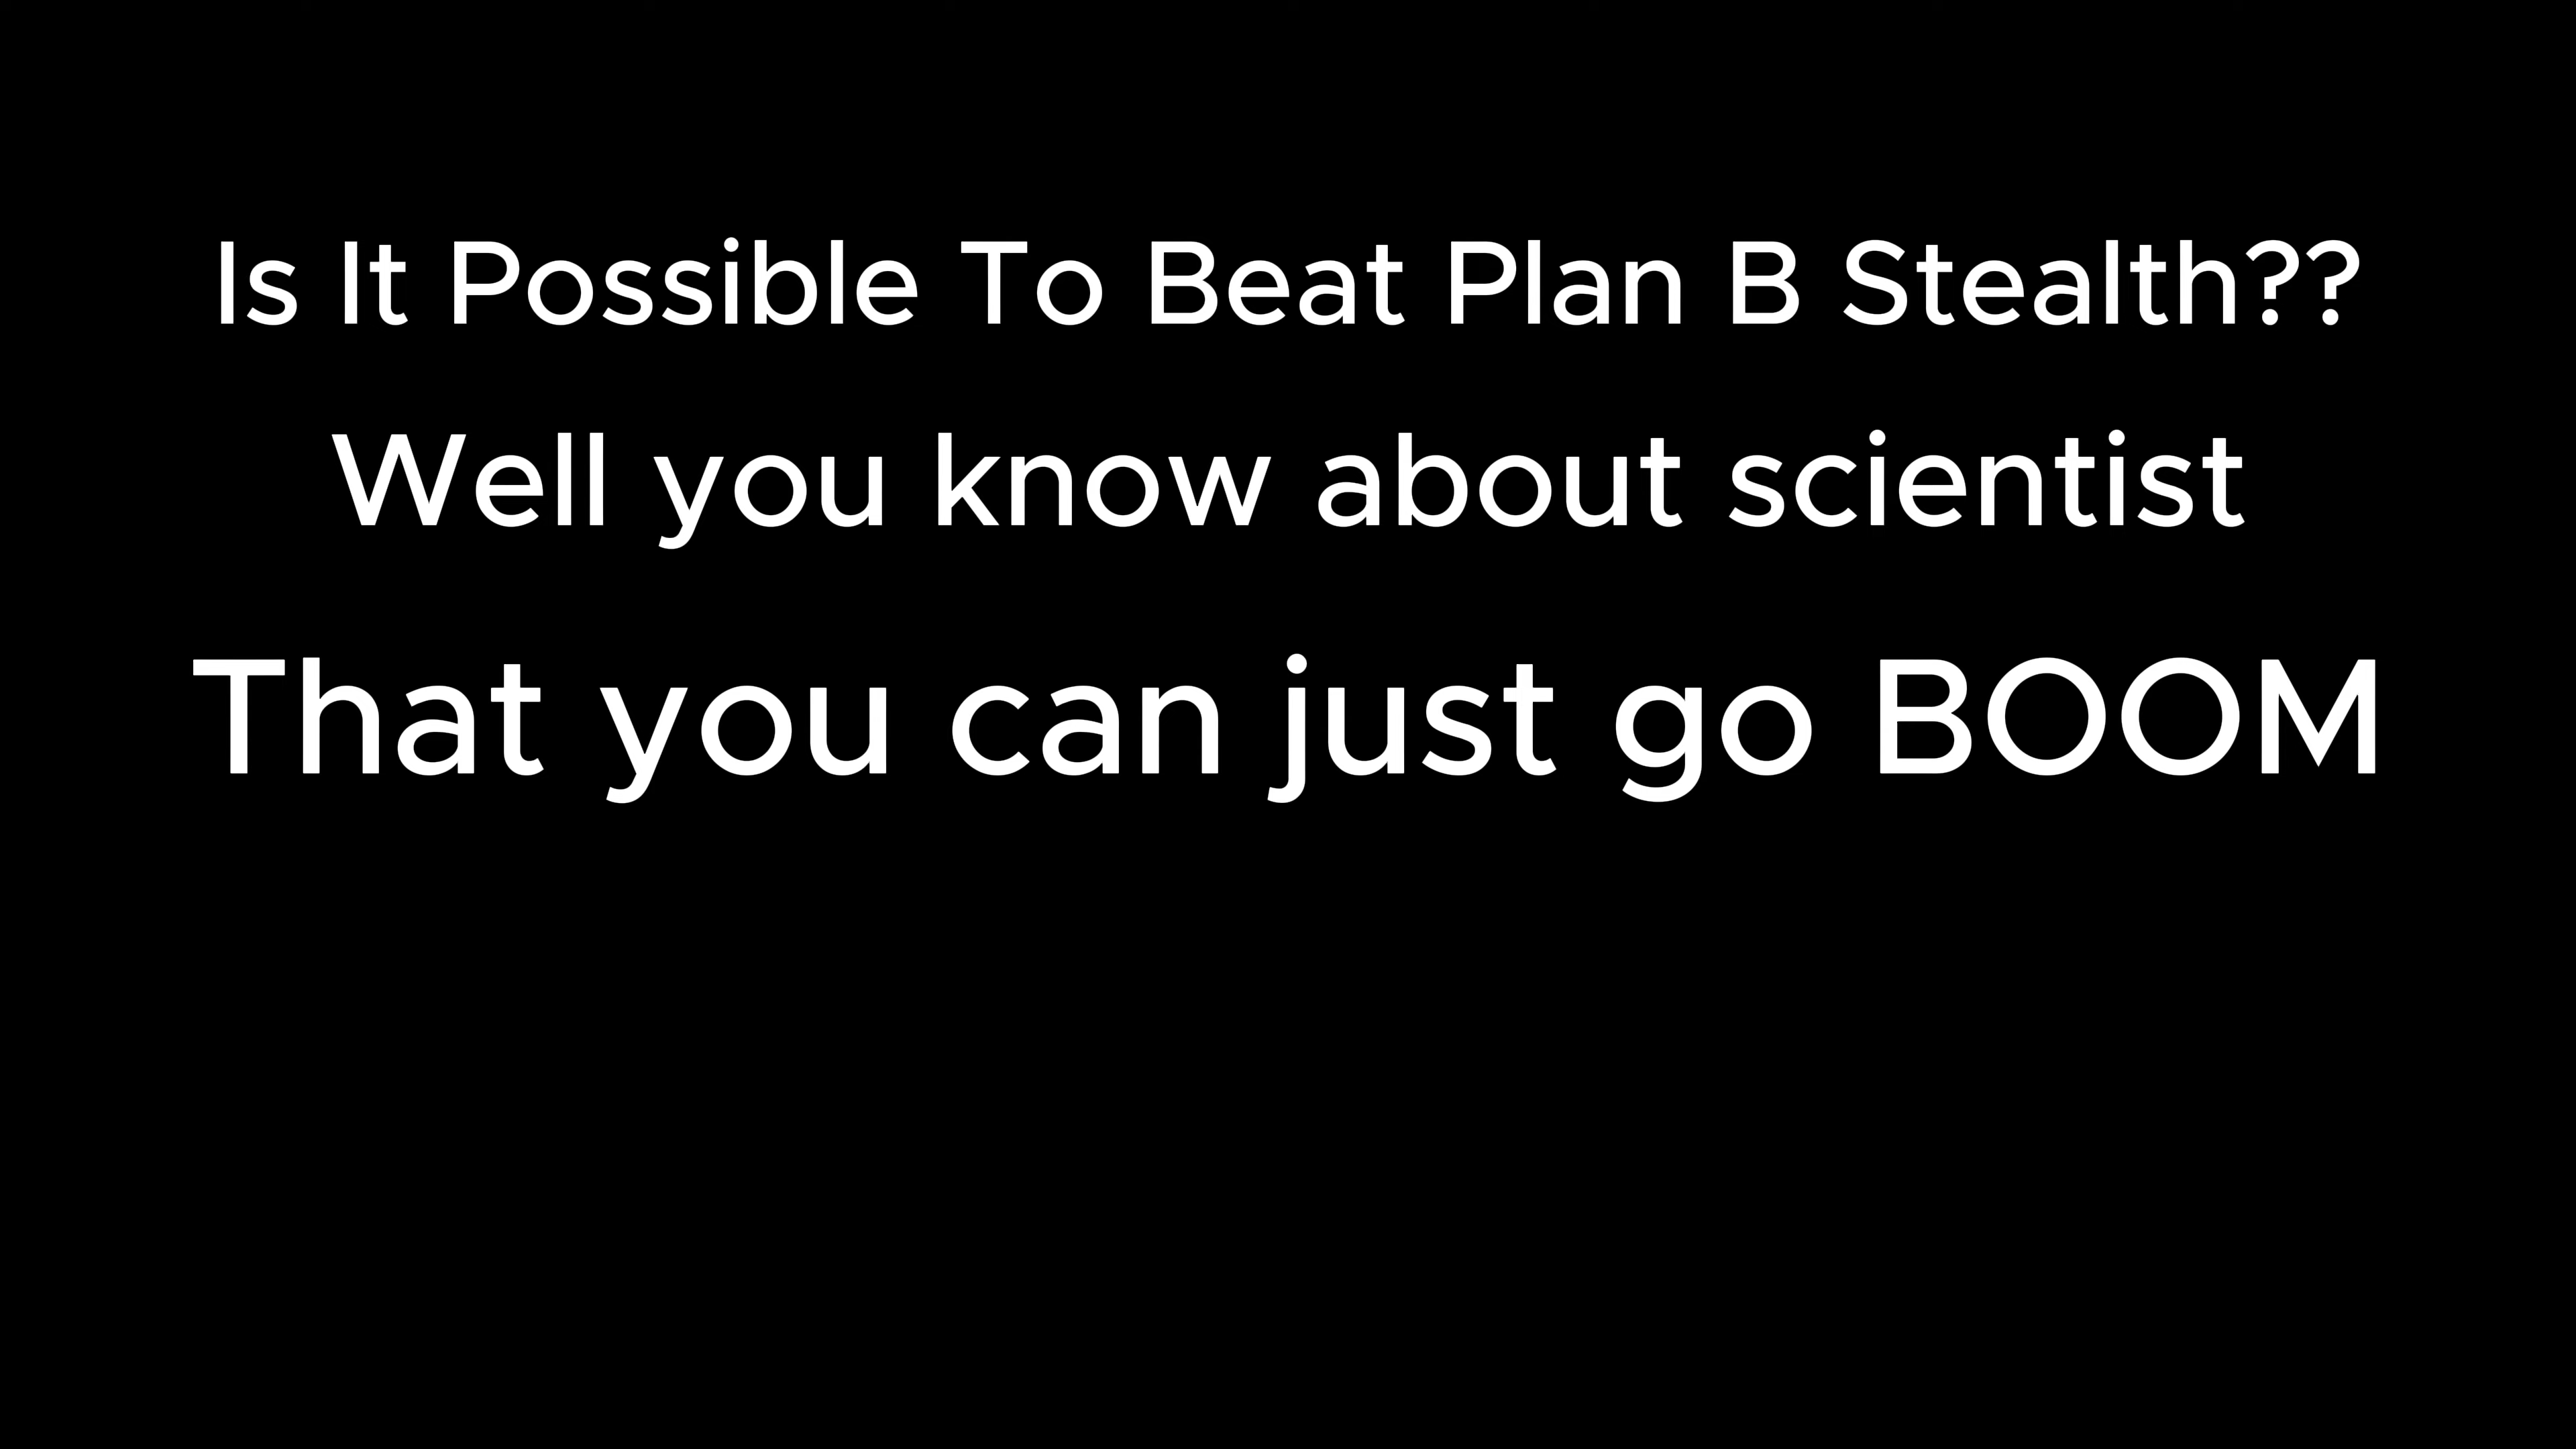 Is It Possible To Beat Plan B Stealth??
Well you know about scientist
That you can just go BOOM